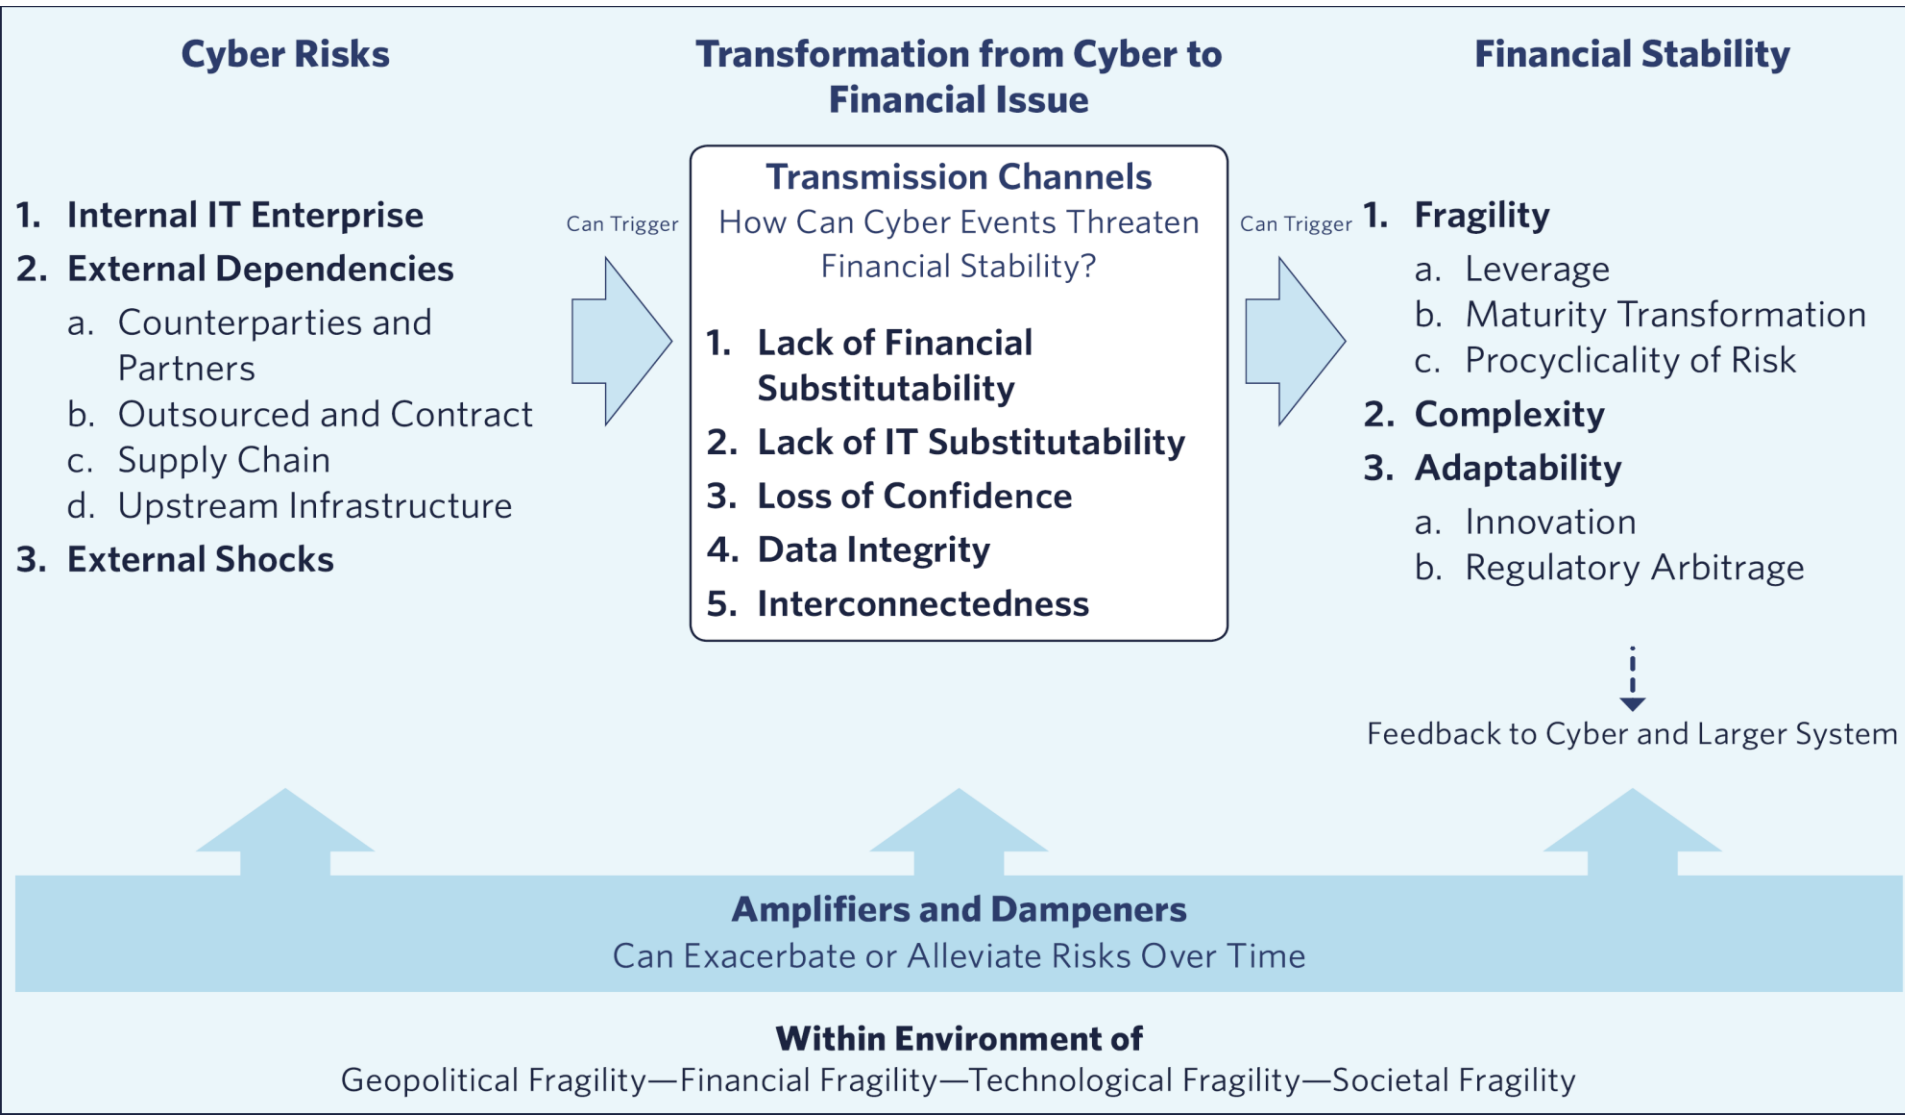 Cyber Risks
1. Internal IT Enterprise
2. External Dependencies
a. Counterparties and
Partners
b. Outsourced and Contract
c. Supply Chain
d. Upstream Infrastructure
3. External Shocks
Can Trigger
Transformation from Cyber to
Financial Issue
Transmission Channels
How Can Cyber Events Threaten
Financial Stability?
1. Lack of Financial
Substitutability
2. Lack of IT Substitutability
3. Loss of Confidence
4. Data Integrity
5. Interconnectedness
Can Trigger
Financial Stability
1. Fragility
a. Leverage
b. Maturity Transformation
c. Procyclicality of Risk
2. Complexity
3. Adaptability
a. Innovation
b. Regulatory Arbitrage
Feedback to Cyber and Larger System
Amplifiers and Dampeners
Can Exacerbate or Alleviate Risks Over Time
Within Environment of
Geopolitical Fragility—Financial Fragility—Technological Fragility—Societal Fragility